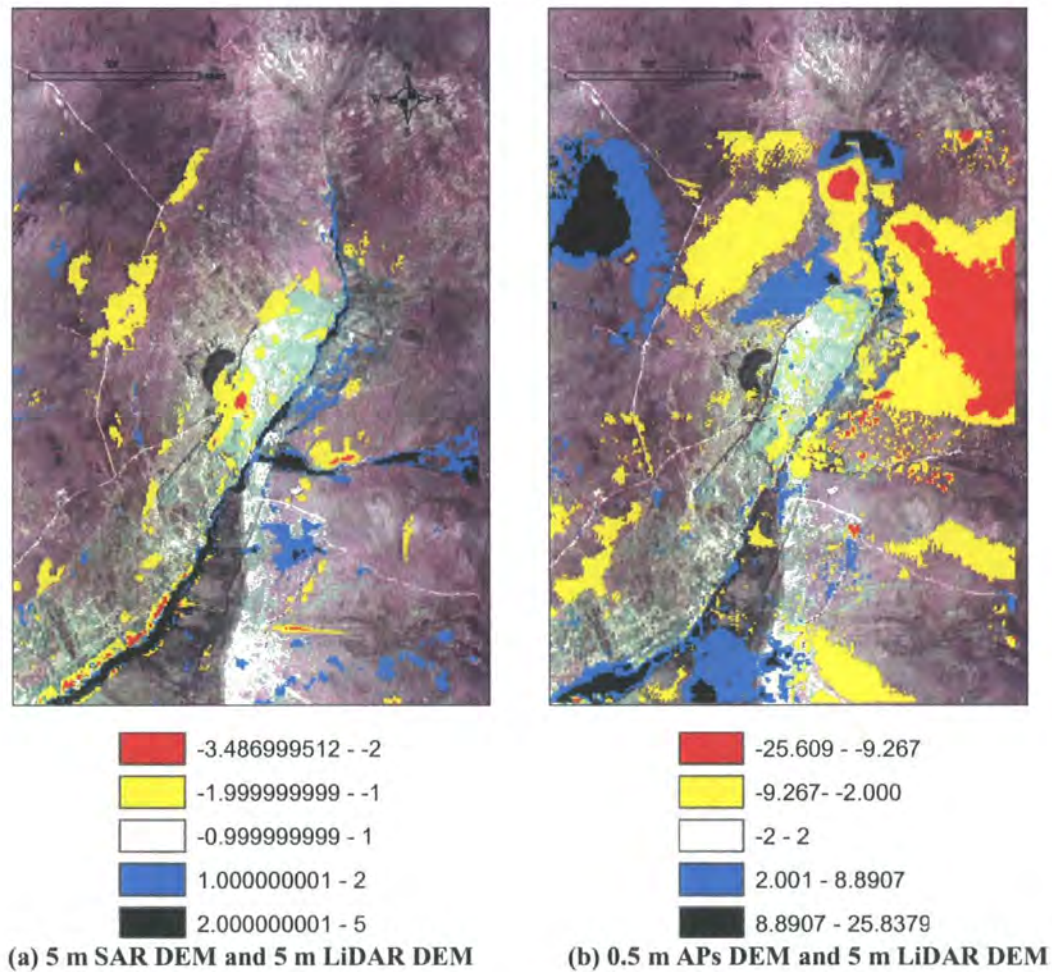 -3.486999512 - -2
-1.999999999 - -1
-0.999999999 - 1
1.000000001 - 2
2.000000001 - 5
(a) 5 m SAR DEM and 5 m LiDAR DEM
-25.609 - -9.267
-9.267- -2.000
-2 - 2
2.001 - 8.8907
8.8907 - 25.8379
(b) 0.5 m APs DEM and 5 m LiDAR DEM